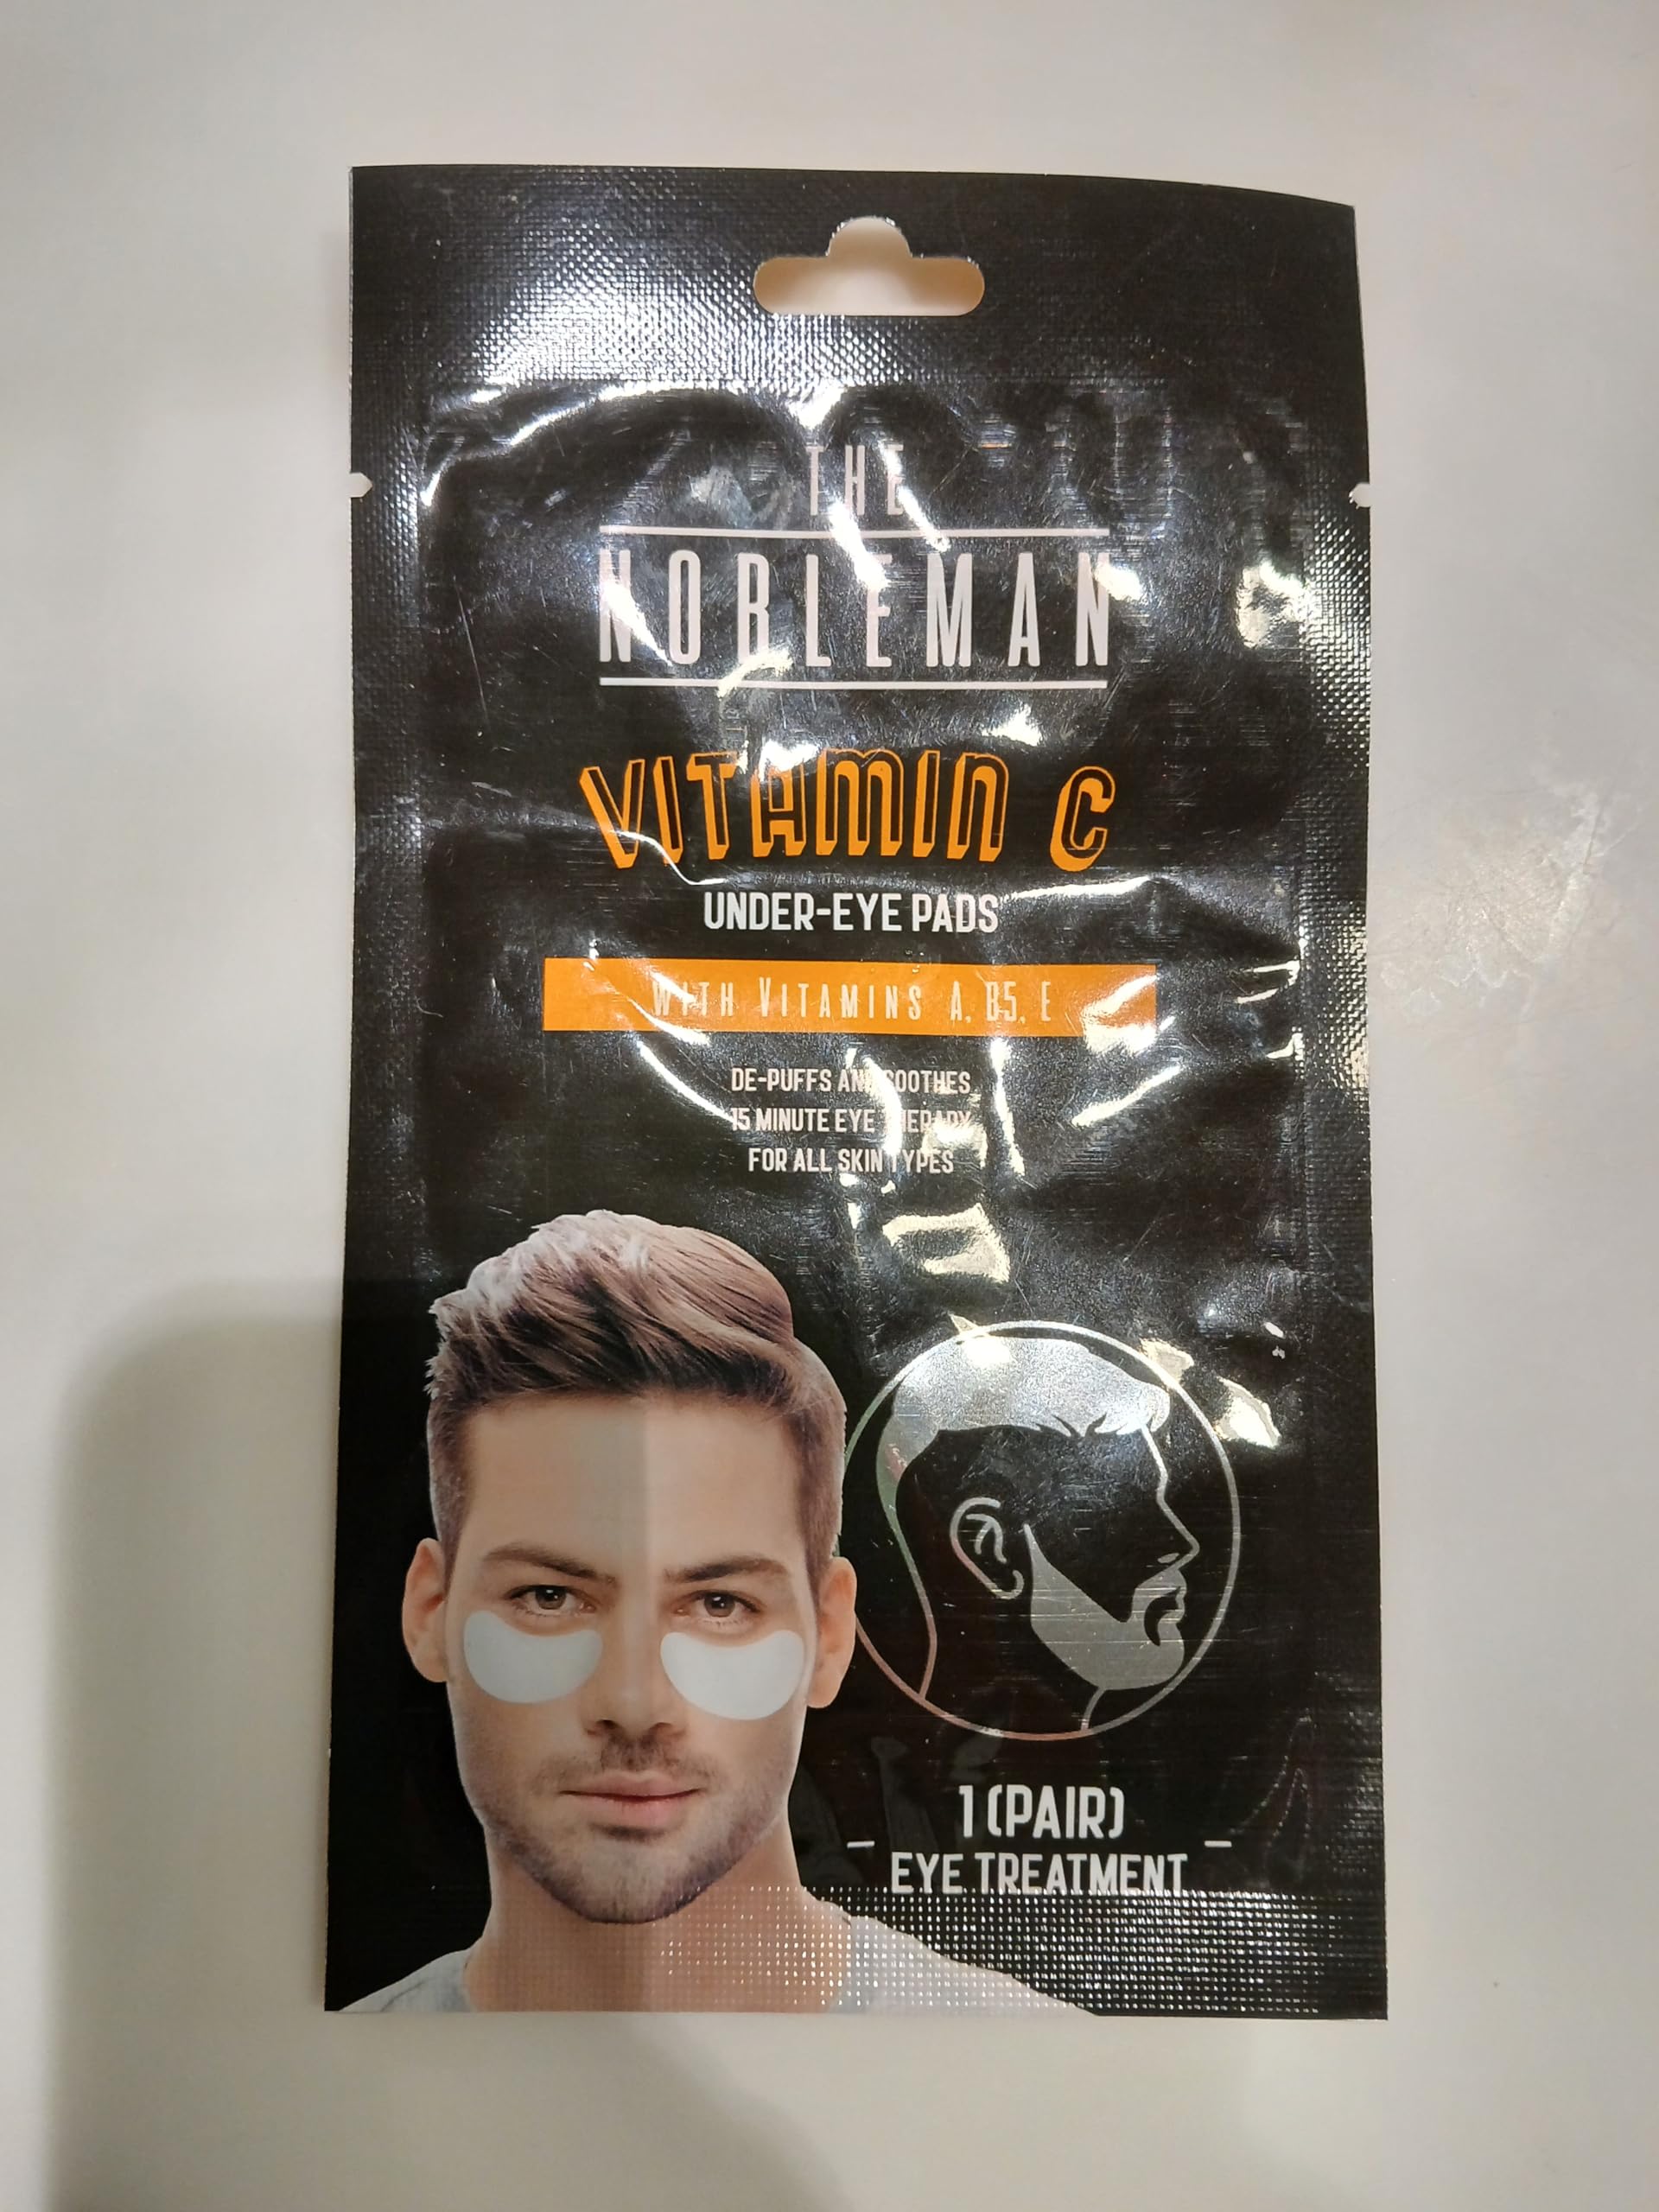 THE
NOBLEMAN
VITAMIN C
UNDER-EYE PADS
WITH VITAMINS A, B5, E
DE-PUFFS AND SOOTHES
15 MINUTE EYE THERAPY
FOR ALL SKIN TYPES
1 (PAIR)
EYE TREATMENT